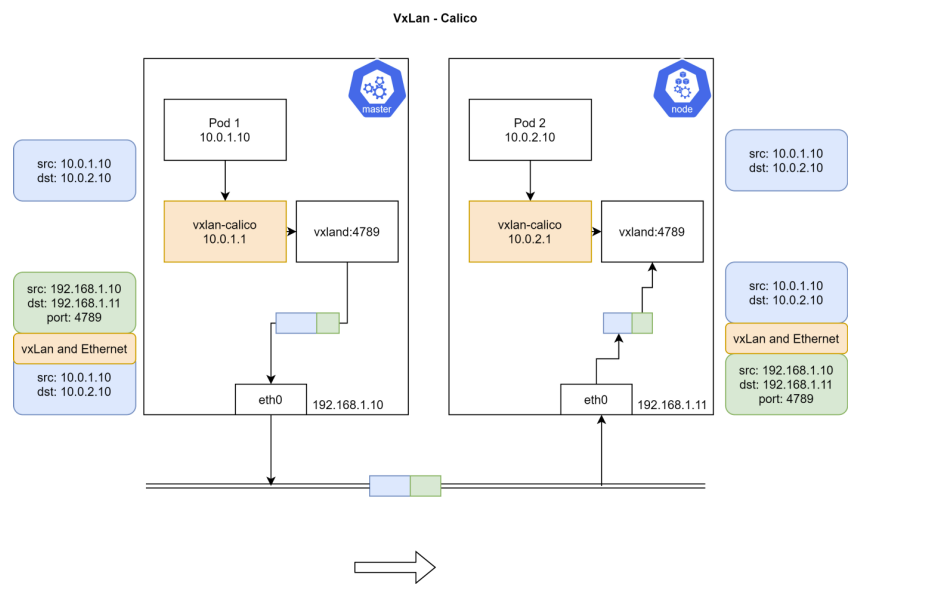 VxLan - Calico
master
node
Pod 1
10.0.1.10
Pod 2
10.0.2.10
src: 10.0.1.10
dst: 10.0.2.10
src: 10.0.1.10
dst: 10.0.2.10
vxlan-calico
10.0.1.1
vxland:4789
vxlan-calico
10.0.2.1
vxland:4789
src: 192.168.1.10
dst: 192.168.1.11
port: 4789
vxLan and Ethernet
src: 10.0.1.10
dst: 10.0.2.10
src: 10.0.1.10
dst: 10.0.2.10
vxLan and Ethernet
src: 192.168.1.10
dst: 192.168.1.11
port: 4789
eth0
192.168.1.10
eth0
192.168.1.11